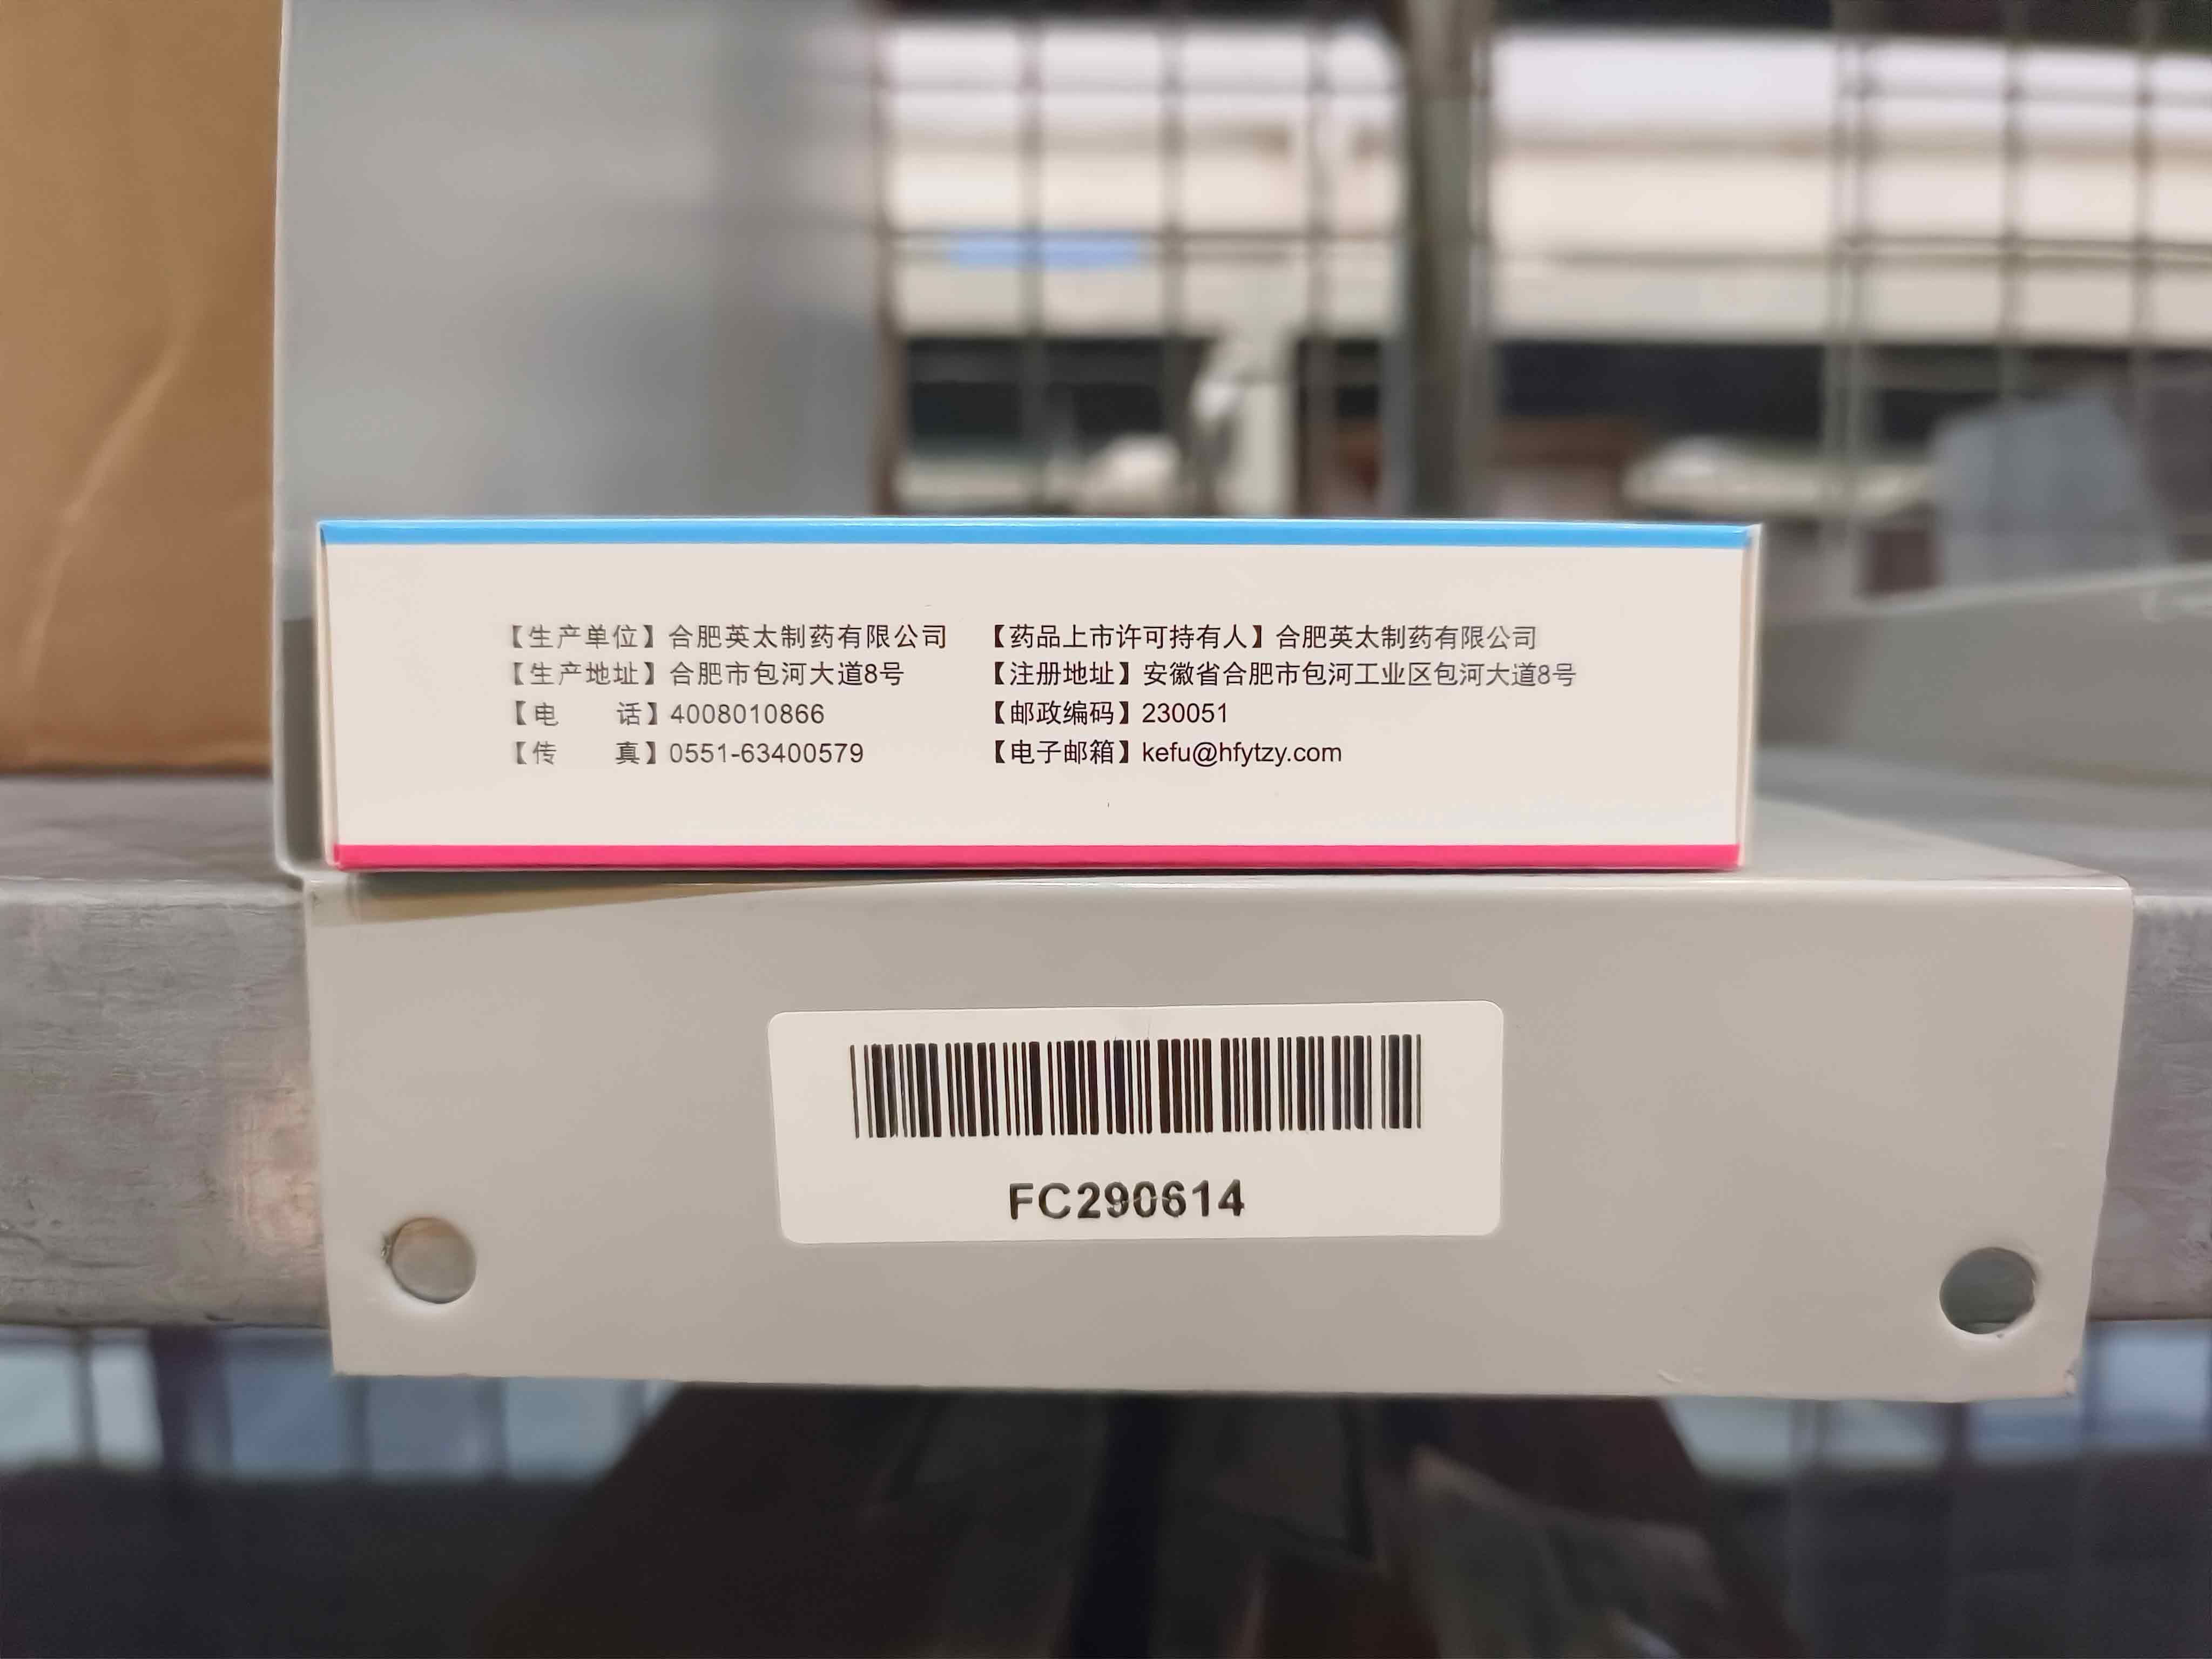 【生产单位】合肥英太制药有限公司 【药品上市许可持有人】合肥英太制药有限公司
【生产地址】合肥市包河大道8号 【注册地址】安徽省合肥市包河工业区包河大道8号
【电 话】4008010866 【邮政编码】230051
【传 真】0551-63400579 【电子邮箱】kefu@hfytzy.com
FC290614